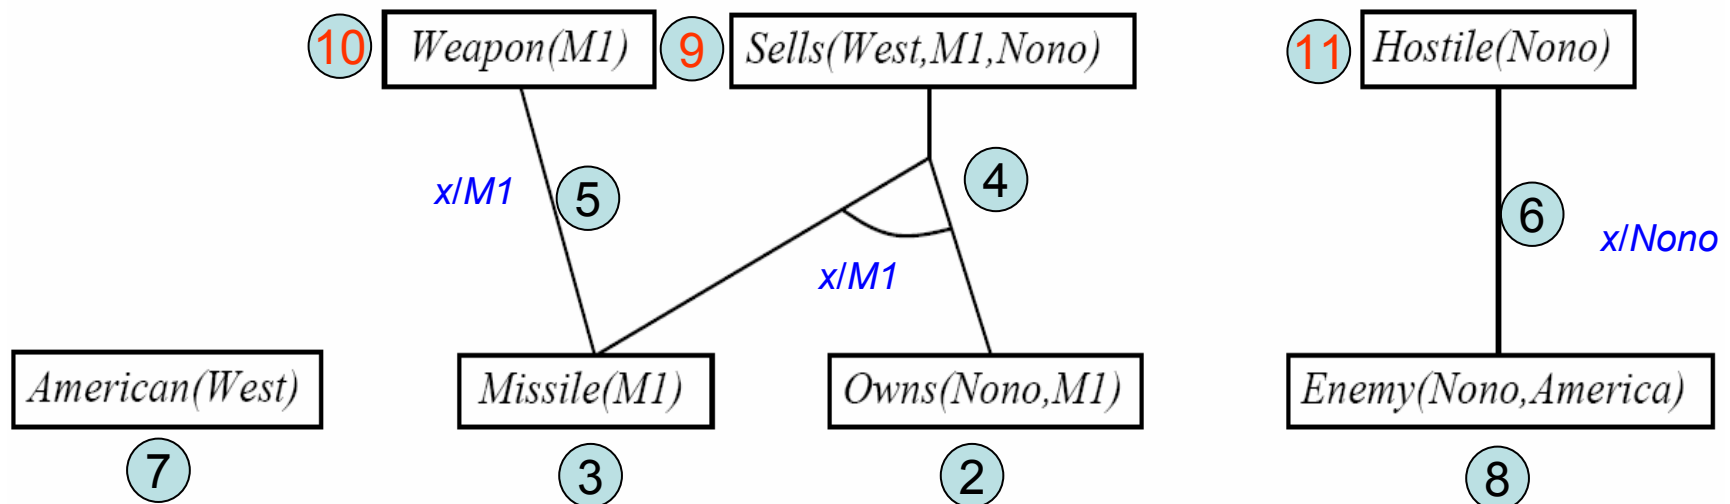 10 Weapon(M1) 9 Sells(West,M1,Nono) 11 Hostile(Nono)
x/M1 5 4
6 x/Nono
x/M1
American(West) Missile(M1) Owns(Nono,M1) Enemy(Nono,America)
7 3 2 8